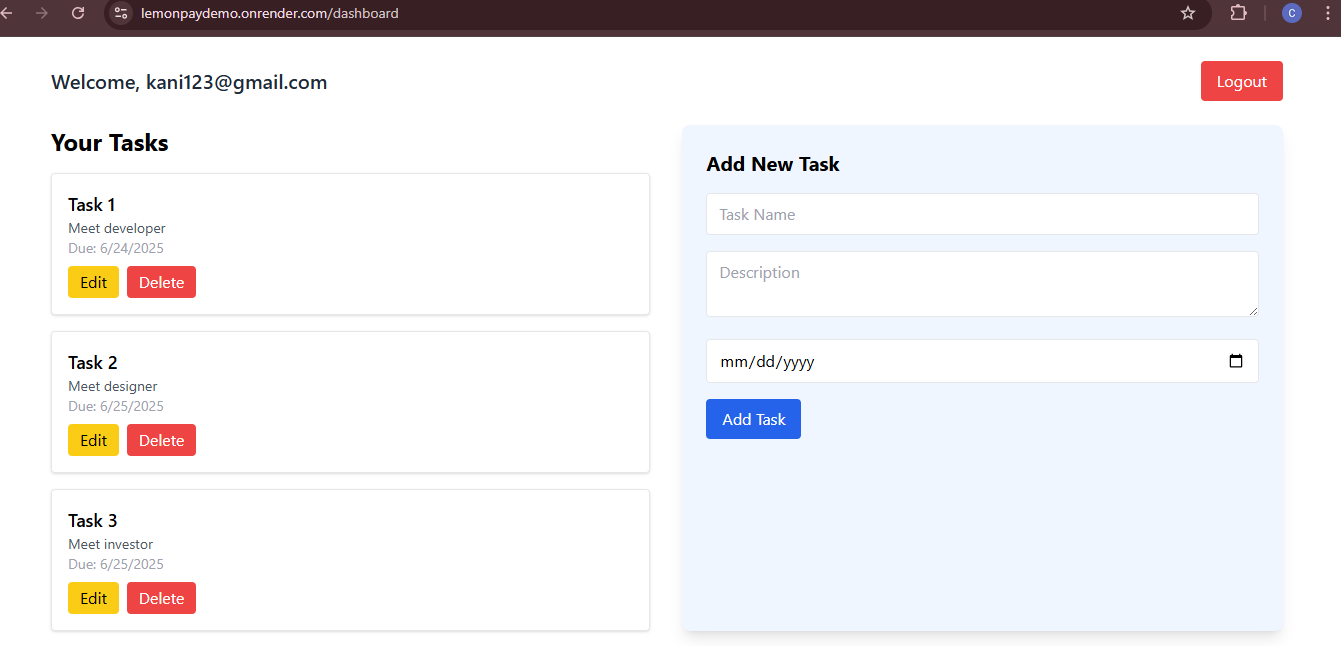 lemonpaydemo.onrender.com/dashboard
C
Welcome, kani123@gmail.com
Logout
Your Tasks
Task 1
Meet developer
Due: 6/24/2025
Edit Delete
Task 2
Meet designer
Due: 6/25/2025
Edit Delete
Task 3
Meet investor
Due: 6/25/2025
Edit Delete
Add New Task
Task Name
Description
mm/dd/yyyy
Add Task